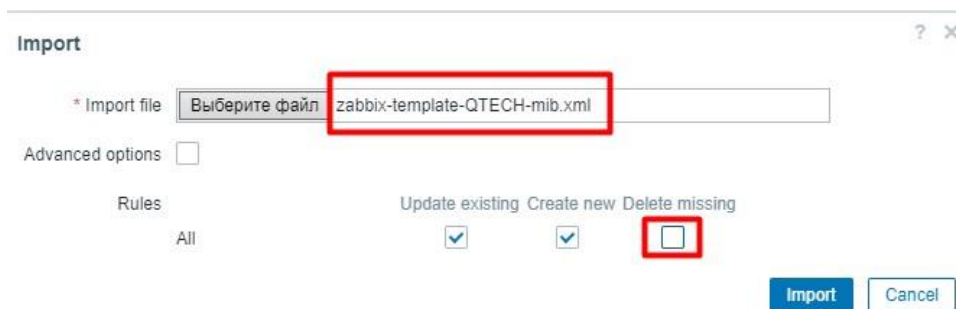 Import
? ×
* Import file Выберите файл zabbix-template-QTECH-mib.xml
Advanced options
Rules Update existing Create new Delete missing
All
Import Cancel